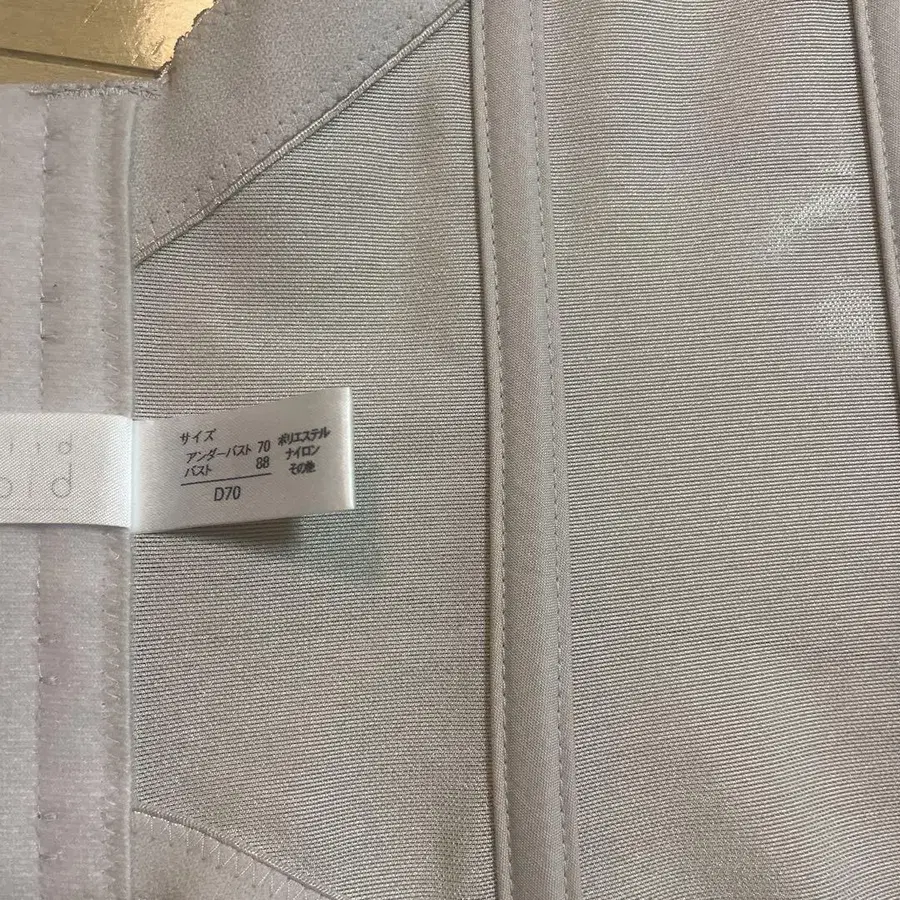 サイズ
アンダーバスト 70
バスト 88
D70
ポリエステル
ナイロン
その他